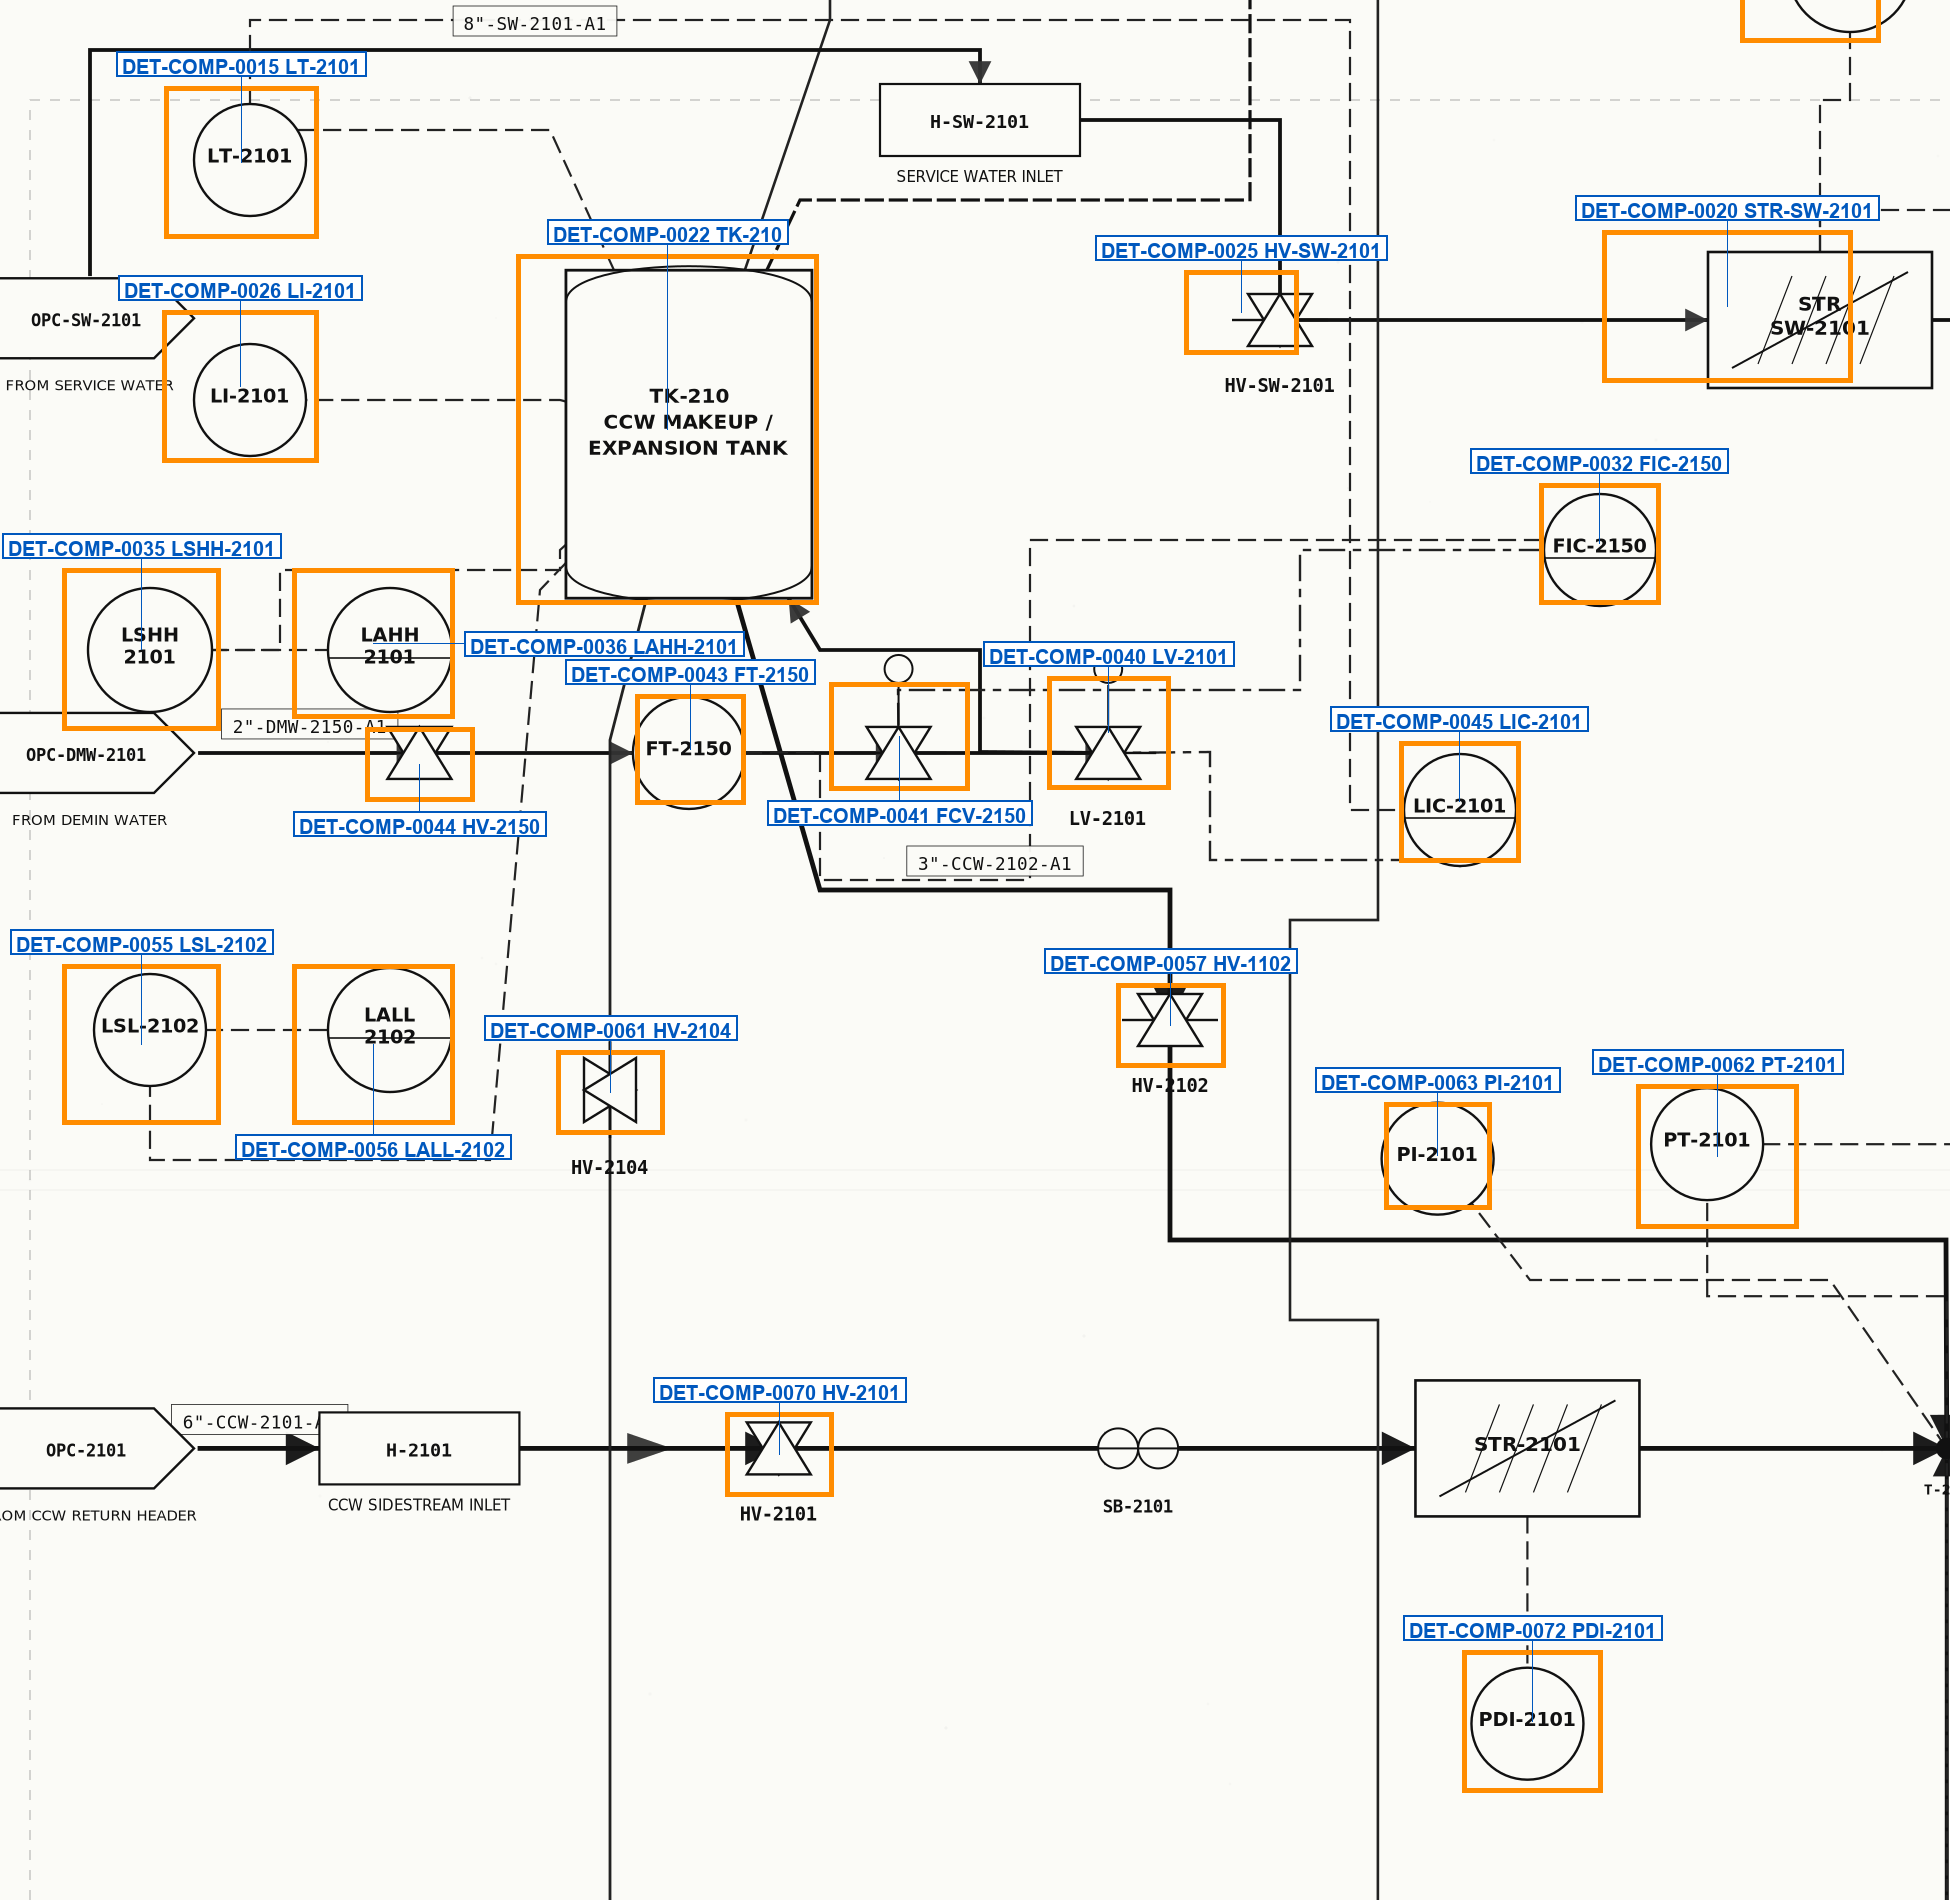 8"-SW-2101-A1
DET-COMP-0015 LT-2101
LT-2101
H-SW-2101
SERVICE WATER INLET
DET-COMP-0020 STR-SW-2101
DET-COMP-0022 TK-210
DET-COMP-0025 HV-SW-2101
DET-COMP-0026 LI-2101
OPC-SW-2101
STR
SW-2101
FROM SERVICE WATER
LI-2101
HV-SW-2101
TK-210
CCW MAKEUP /
EXPANSION TANK
DET-COMP-0032 FIC-2150
FIC-2150
DET-COMP-0035 LSHH-2101
LSHH
2101
LAHH
2101
DET-COMP-0036 LAHH-2101
DET-COMP-0040 LV-2101
DET-COMP-0043 FT-2150
2"-DMW-2150-A1
DET-COMP-0045 LIC-2101
OPC-DMW-2101
FT-2150
LIC-2101
FROM DEMIN WATER
DET-COMP-0044 HV-2150
DET-COMP-0041 FCV-2150
LV-2101
3"-CCW-2102-A1
DET-COMP-0055 LSL-2102
DET-COMP-0057 HV-1102
LSL-2102
LALL
2102
DET-COMP-0061 HV-2104
HV-2102
DET-COMP-0062 PT-2101
DET-COMP-0063 PI-2101
PT-2101
PI-2101
DET-COMP-0056 LALL-2102
HV-2104
DET-COMP-0070 HV-2101
6"-CCW-2101-A
OPC-2101
H-2101
STR-2101
CCW SIDESTREAM INLET
HV-2101
SB-2101
OM CCW RETURN HEADER
T-2
DET-COMP-0072 PDI-2101
PDI-2101